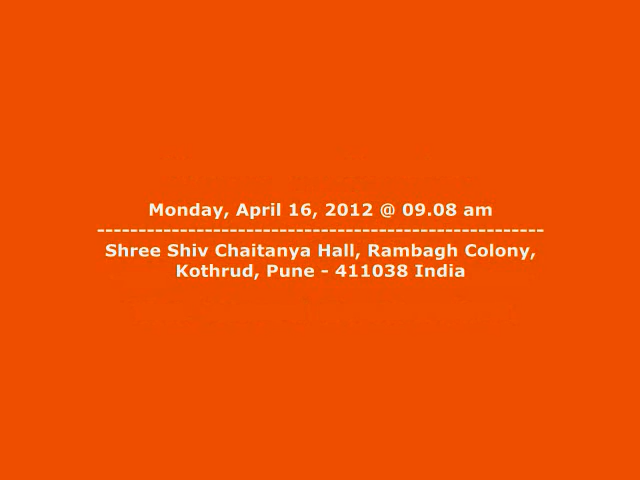 Monday, April 16, 2012 @ 09.08 am
------------------------------------------------------
Shree Shiv Chaitanya Hall, Rambagh Colony,
Kothrud, Pune - 411038 India